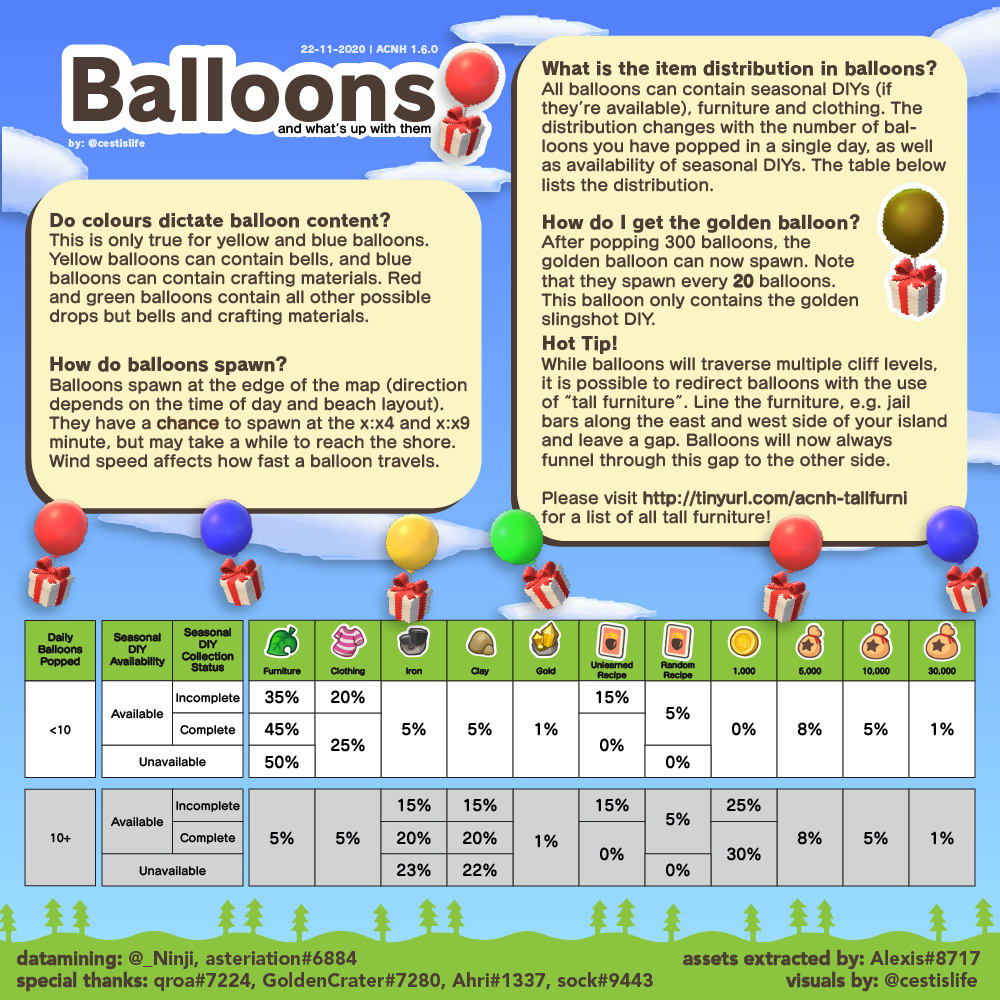 22-11-2020 | ACNH 1.6.0
Balloons
and what's up with them
by: @cestislife
Do colours dictate balloon content?
This is only true for yellow and blue balloons.
Yellow balloons can contain bells, and blue
balloons can contain crafting materials. Red
and green balloons contain all other possible
drops but bells and crafting materials.
How do balloons spawn?
Balloons spawn at the edge of the map (direction
depends on the time of day and beach layout).
They have a chance to spawn at the x:x4 and x:x9
minute, but may take a while to reach the shore.
Wind speed affects how fast a balloon travels.
What is the item distribution in balloons?
All balloons can contain seasonal DIYs (if
they're available), furniture and clothing. The
distribution changes with the number of bal-
loons you have popped in a single day, as well
as availability of seasonal DIYs. The table below
lists the distribution.
How do I get the golden balloon?
After popping 300 balloons, the
golden balloon can now spawn. Note
that they spawn every 20 balloons.
This balloon only contains the golden
slingshot DIY.
Hot Tip!
While balloons will traverse multiple cliff levels,
it is possible to redirect balloons with the use
of "tall furniture". Line the furniture, e.g. jail
bars along the east and west side of your island
and leave a gap. Balloons will now always
funnel through this gap to the other side.
Please visit http://tinyurl.com/acnh-tallfurni
for a list of all tall furniture!
Daily
Balloons
Popped
Seasonal
DIY
Availability
Seasonal
DIY
Collection
Status
Furniture
Clothing
Iron
Clay
Gold
Unlearned
Recipe
Random
Recipe
1,000
5,000
10,000
30,000
<10
Available
Incomplete
Complete
Unavailable
35%
45%
50%
20%
25%
5%
5%
1%
15%
0%
5%
0%
0%
8%
5%
1%
10+
Available
Incomplete
Complete
Unavailable
5%
5%
15%
20%
23%
15%
20%
22%
1%
15%
0%
5%
0%
25%
30%
8%
5%
1%
datamining: @_Ninji, asteriation#6884
special thanks: qroa#7224, GoldenCrater#7280, Ahri#1337, sock#9443
assets extracted by: Alexis#8717
visuals by: @cestislife